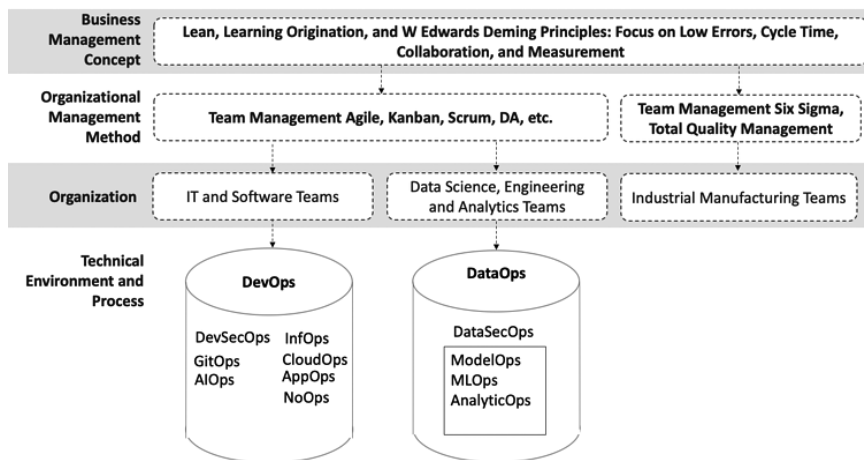 Business
Management
Concept
Lean, Learning Origination, and W Edwards Deming Principles: Focus on Low Errors, Cycle Time,
Collaboration, and Measurement
Organizational
Management
Method
Team Management Agile, Kanban, Scrum, DA, etc.
Team Management Six Sigma,
Total Quality Management
Organization
IT and Software Teams
Data Science, Engineering
and Analytics Teams
Industrial Manufacturing Teams
Technical
Environment and
Process
DevOps
DevSecOps
GitOps
AIOps
InfOps
CloudOps
AppOps
NoOps
DataOps
DataSecOps
ModelOps
MLOps
AnalyticOps